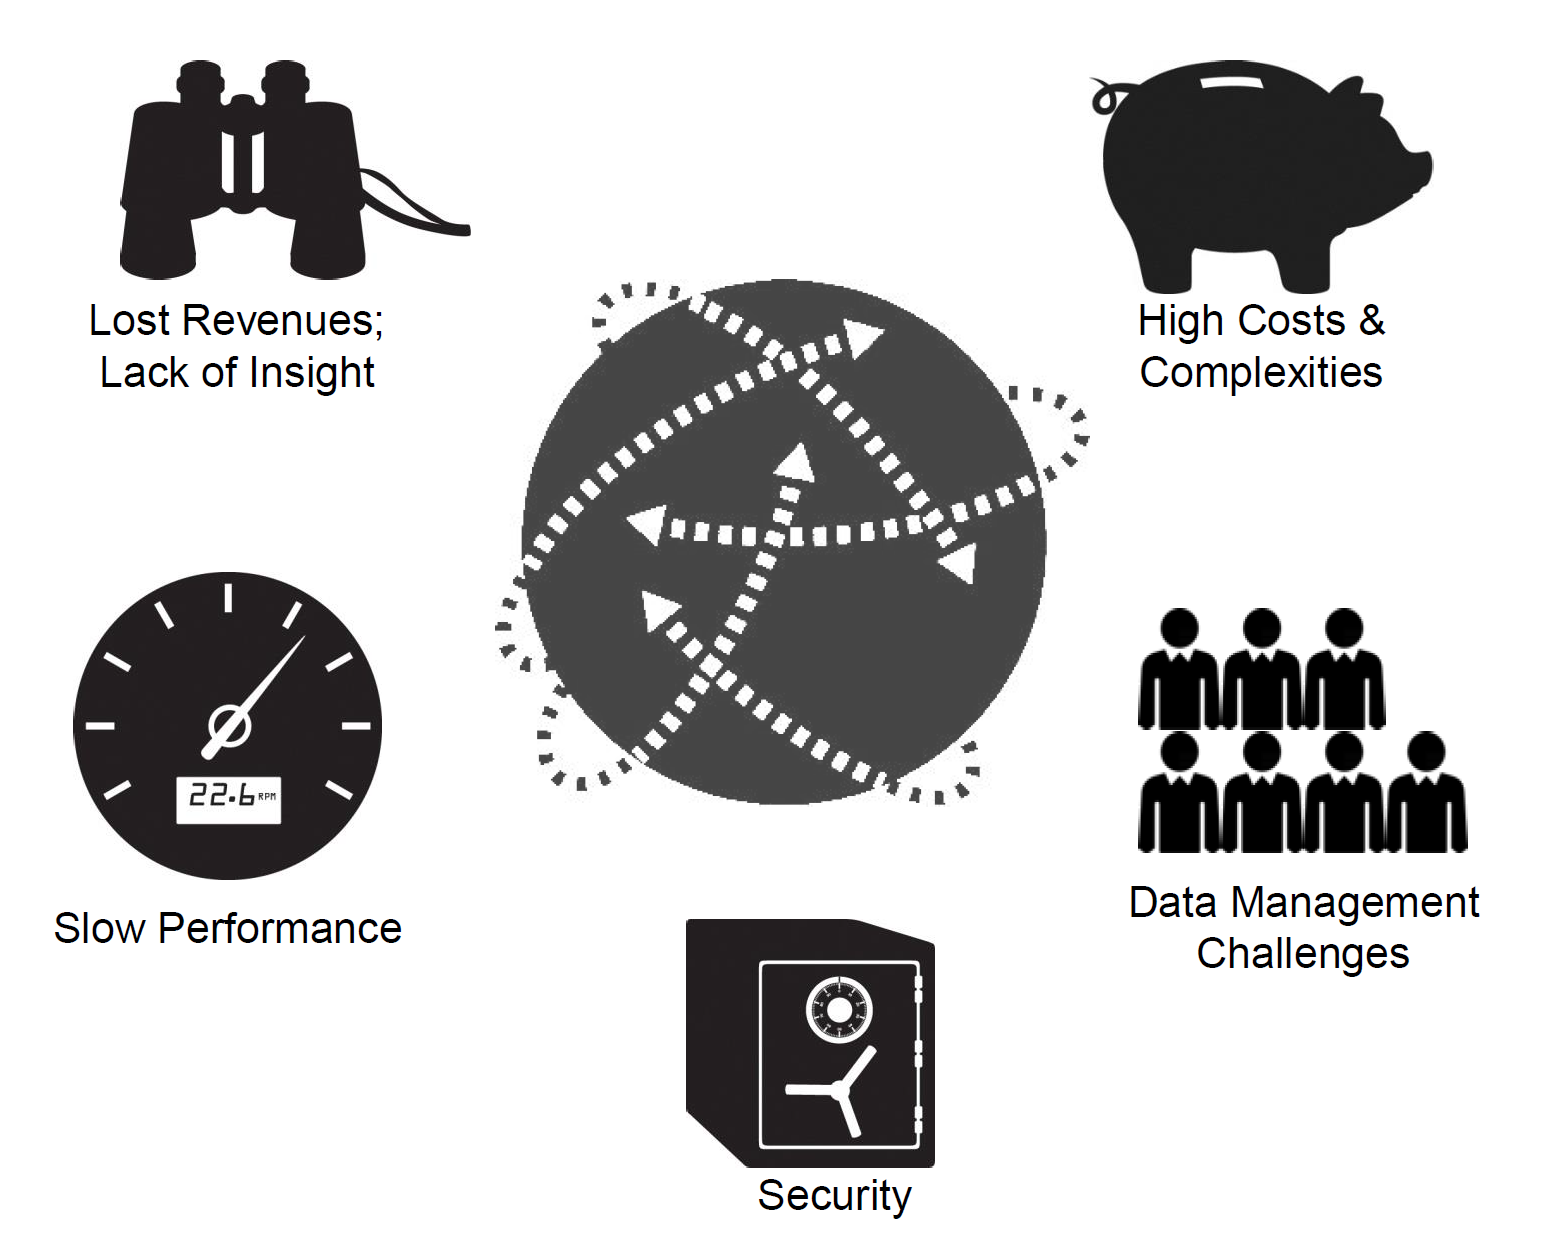 Lost Revenues;
Lack of Insight
High Costs &
Complexities
22.6 RPM
Slow Performance
Data Management
Challenges
Security